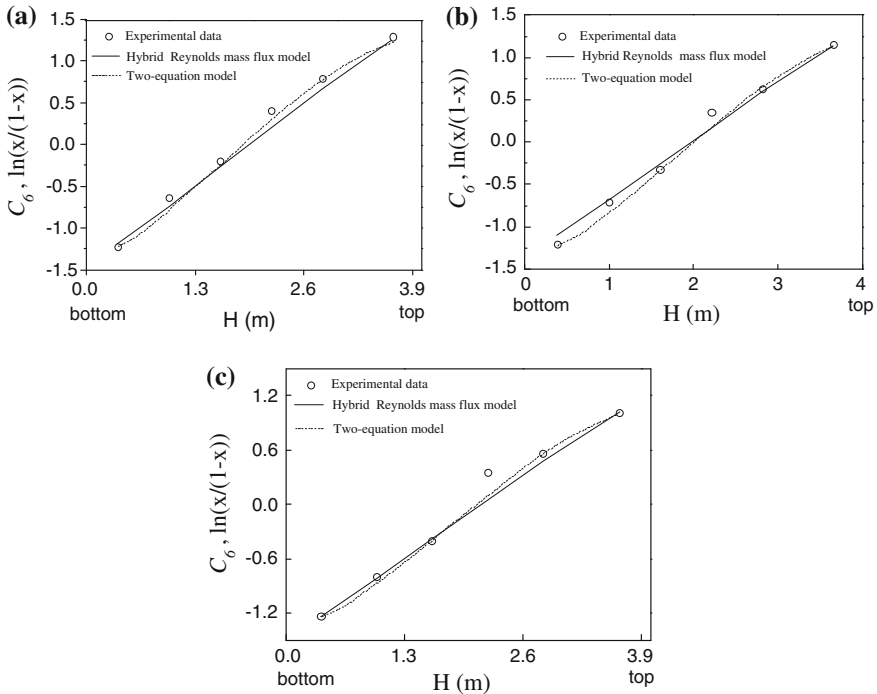 (a)
Experimental data
Hybrid Reynolds mass flux model
Two-equation model
C6, ln(x/(1-x))
1.5
1.0
0.5
0.0
-0.5
-1.0
-1.5
0.0 1.3 2.6 3.9
bottom H (m) top
(b)
Experimental data
Hybrid Reynolds mass flux model
Two-equation model
C6, ln(x/(1-x))
1.5
1.0
0.5
0.0
-0.5
-1.0
-1.5
0 1 2 3 4
bottom H (m) top
(c)
Experimental data
Hybrid Reynolds mass flux model
Two-equation model
C6, ln(x/(1-x))
1.2
0.6
0.0
-0.6
-1.2
0.0 1.3 2.6 3.9
bottom H (m) top